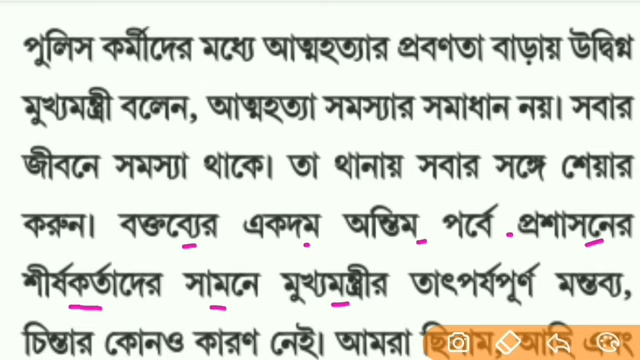 পুলিস কর্মীদের মধ্যে আত্মহত্যার প্রবণতা বাড়ায় উদ্বিগ্ন
মুখ্যমন্ত্রী বলেন, আত্মহত্যা সমস্যার সমাধান নয়। সবার
জীবনে সমস্যা থাকে। তা থানায় সবার সঙ্গে শেয়ার
করুন। বক্তব্যের একদম অন্তিম পর্বে প্রশাসনের
শীর্ষকর্তাদের সামনে মুখ্যমন্ত্রীর তাৎপর্যপূর্ণ মন্তব্য,
চিন্তার কোনও কারণ নেই। আমরা